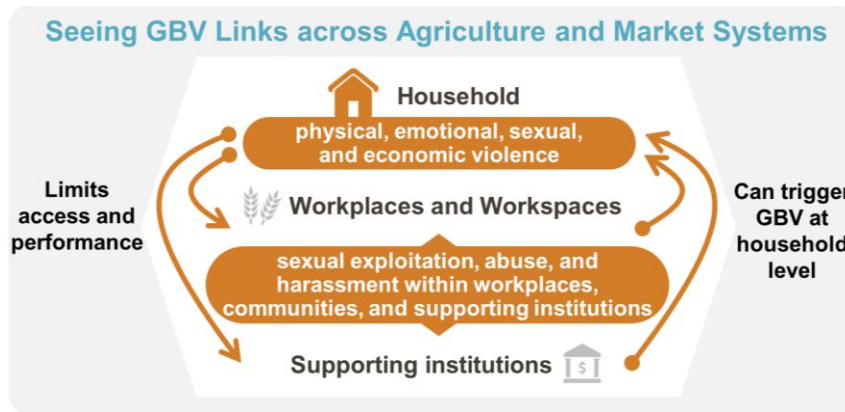 Seeing GBV Links across Agriculture and Market Systems
Household
physical, emotional, sexual,
and economic violence
Limits
access and
performance
Workplaces and Workspaces
Can trigger
GBV at
household
level
sexual exploitation, abuse, and
harassment within workplaces,
communities, and supporting institutions
Supporting institutions
$